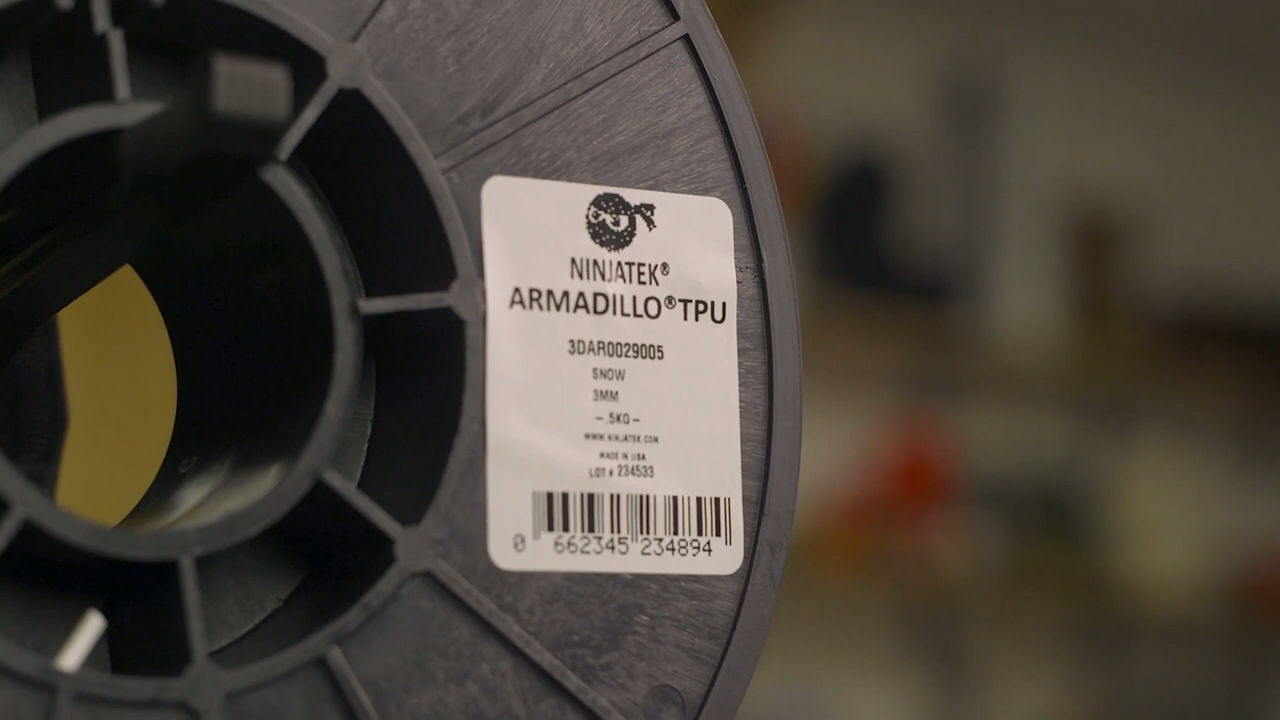 NINJATEK®
ARMADILLO® TPU
3DAR0029005
SNOW
3MM
– .5KG –
WWW.NINJATEK.COM
MADE IN USA
LOT # 234533
0 662345 234894